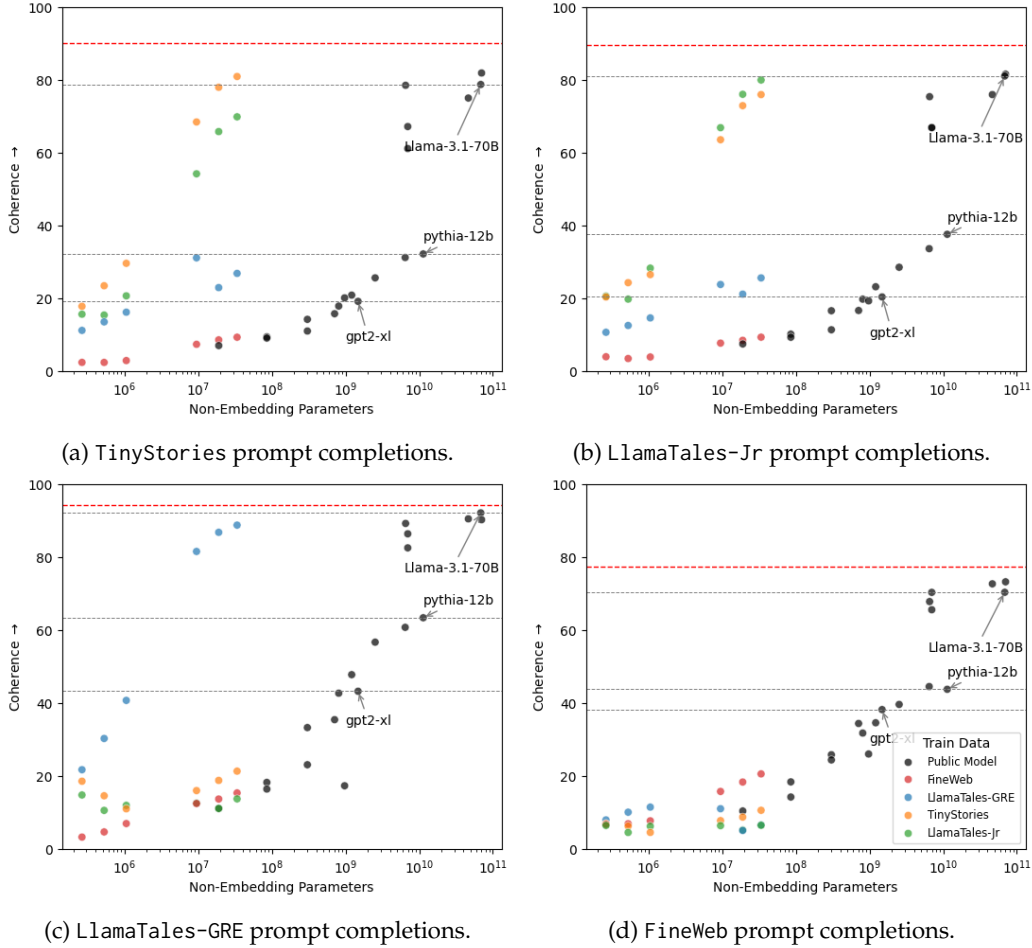 100
80
60
40
20
0
Coherence →
Llama-3.1-70B
pythia-12b
gpt2-xl
10^6 10^7 10^8 10^9 10^10 10^11
Non-Embedding Parameters
(a) TinyStories prompt completions.
100
80
60
40
20
0
Coherence →
Llama-3.1-70B
pythia-12b
gpt2-xl
10^6 10^7 10^8 10^9 10^10 10^11
Non-Embedding Parameters
(b) LlamaTales-Jr prompt completions.
100
80
60
40
20
0
Coherence →
Llama-3.1-70B
pythia-12b
gpt2-xl
10^6 10^7 10^8 10^9 10^10 10^11
Non-Embedding Parameters
(c) LlamaTales-GRE prompt completions.
100
80
60
40
20
0
Coherence →
Llama-3.1-70B
pythia-12b
gpt2-xl
Train Data
Public Model
FineWeb
LlamaTales-GRE
TinyStories
LlamaTales-Jr
10^6 10^7 10^8 10^9 10^10 10^11
Non-Embedding Parameters
(d) FineWeb prompt completions.